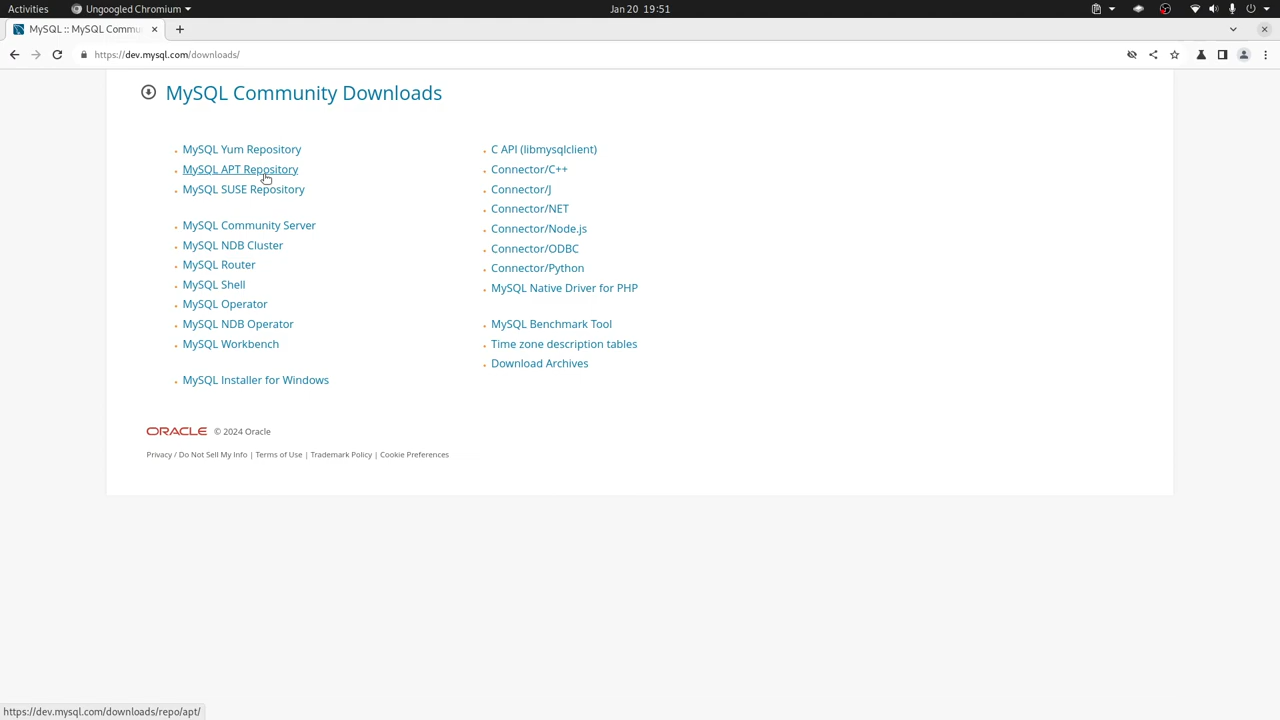 Activities
Ungoogled Chromium
Jan 20 19:51
MySQL :: MySQL Commu
https://dev.mysql.com/downloads/
MySQL Community Downloads
MySQL Yum Repository
MySQL APT Repository
MySQL SUSE Repository
MySQL Community Server
MySQL NDB Cluster
MySQL Router
MySQL Shell
MySQL Operator
MySQL NDB Operator
MySQL Workbench
MySQL Installer for Windows
C API (libmysqlclient)
Connector/C++
Connector/J
Connector/NET
Connector/Node.js
Connector/ODBC
Connector/Python
MySQL Native Driver for PHP
MySQL Benchmark Tool
Time zone description tables
Download Archives
ORACLE © 2024 Oracle
Privacy / Do Not Sell My Info | Terms of Use | Trademark Policy | Cookie Preferences
https://dev.mysql.com/downloads/repo/apt/